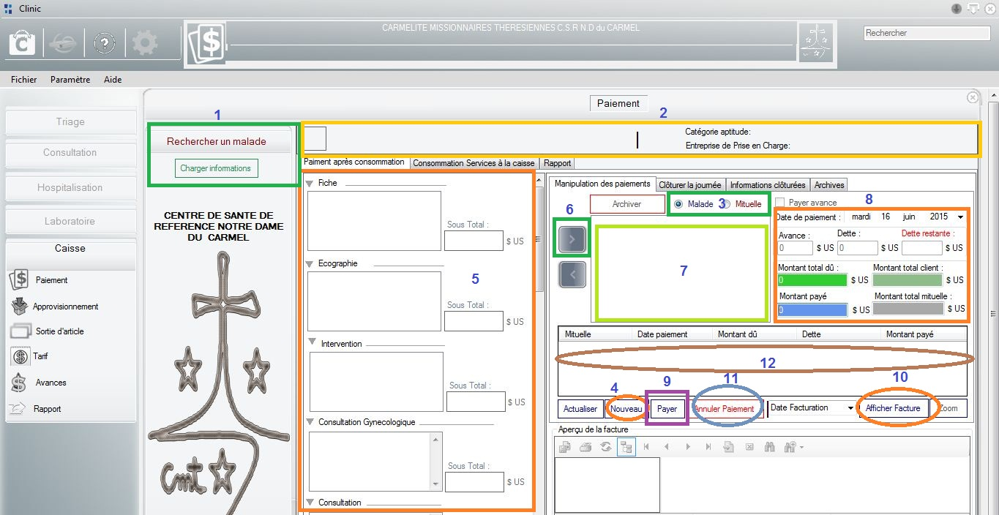 Clinic
CARMELITE MISSIONNAIRES THERESIENNES C.S.R N.D du CARMEL
Rechercher
C
?
$
Fichier Paramètre Aide
Triage
Consultation
Hospitalisation
Laboratoire
Caisse
Paiement
Approvisionnement
Sortie d'article
Tarif
Avances
Rapport
Paiement
1
Rechercher un malade
Charger informations
CENTRE DE SANTE DE
REFERENCE NOTRE DAME
DU CARMEL
Cmt
2
Catégorie aptitude:
Entreprise de Prise en Charge:
Paiment après consommation Consommation Services à la caisse Rapport
Fiche
Sous Total :
$ US
Ecographie
5
Sous Total :
$ US
Intervention
Sous Total :
$ US
Consultation Gynecologique
Sous Total :
$ US
Consultation
Manipulation des paiements Clôturer la journée Informations clôturées Archives
6
Archiver
Malade 3 Mituelle
Payer avance
8
>
<
7
Date de paiement : mardi 16 juin 2015
Avance : Dette : Dette restante :
0 $ US 0 $ US $ US
Montant total dû : Montant total client :
0 $ US $ US
Montant payé Montant total mituelle :
0 $ US $ US
Mituelle Date paiement Montant dû Dette Montant payé
12
4 9 11 10
Actualiser Nouveau Payer Annuler Paiement Date Facturation Afficher Facture Zoom
Aperçu de la facture